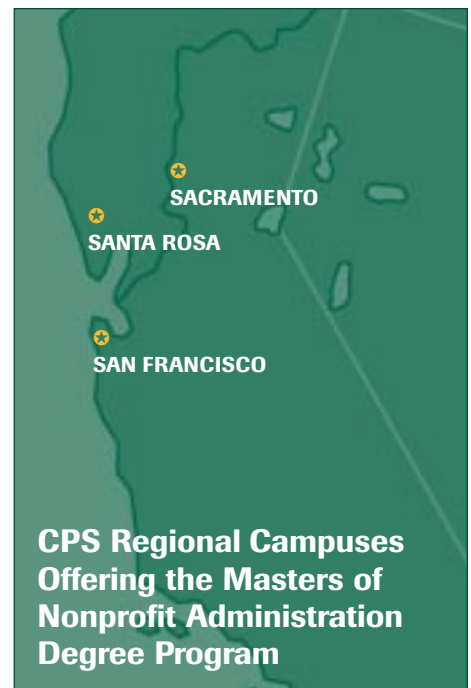 SACRAMENTO
SANTA ROSA
SAN FRANCISCO
CPS Regional Campuses
Offering the Masters of
Nonprofit Administration
Degree Program